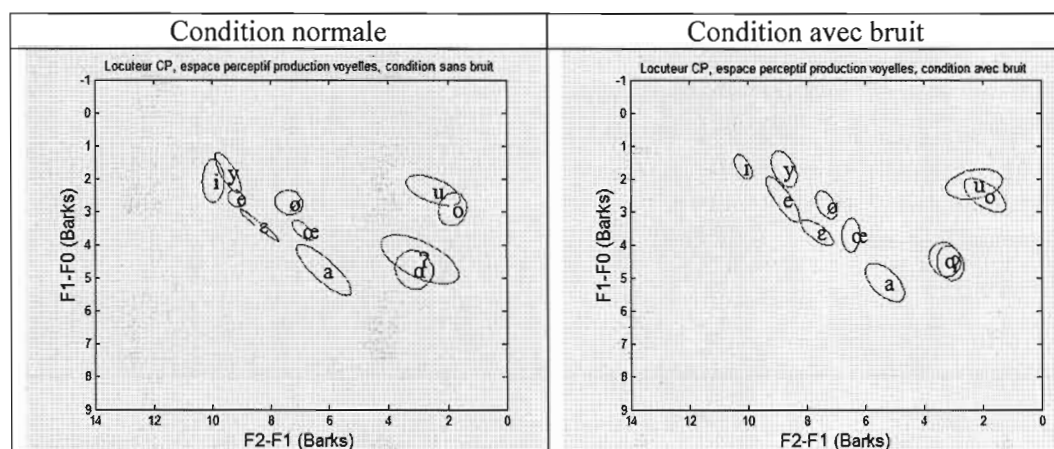 Condition normale
Condition avec bruit
Locuteur CP, espace perceptif production voyelles, condition sans bruit
-1
0
1
2
3
4
5
6
7
8
9
F1-F0 (Barks)
i
y
e
ε
ø
œ
a
u
o
ɑ
14
12
10
8
6
4
2
0
F2-F1 (Barks)
Locuteur CP, espace perceptif production voyelles, condition avec bruit
-1
0
1
2
3
4
5
6
7
8
9
F1-F0 (Barks)
i
y
e
ε
ø
œ
a
u
o
ɑ
14
12
10
8
6
4
2
0
F2-F1 (Barks)